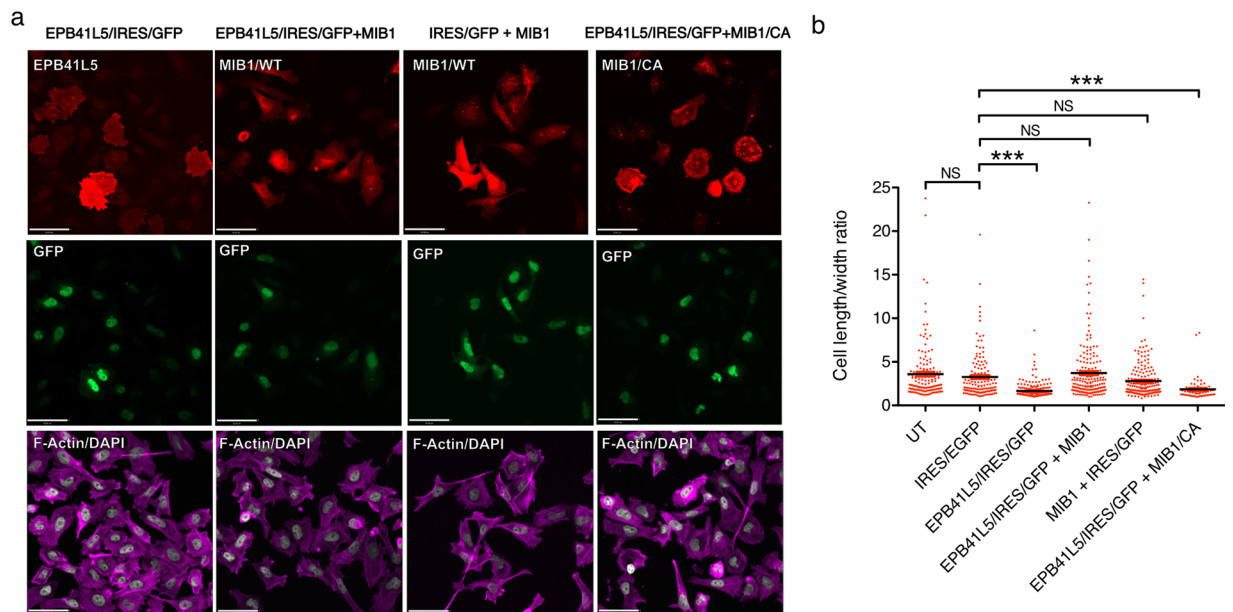 a
EPB41L5/IRES/GFP
EPB41L5/IRES/GFP+MIB1
IRES/GFP + MIB1
EPB41L5/IRES/GFP+MIB1/CA
EPB41L5
MIB1/WT
MIB1/WT
MIB1/CA
GFP
GFP
GFP
GFP
F-Actin/DAPI
F-Actin/DAPI
F-Actin/DAPI
F-Actin/DAPI
b
***
NS
NS
***
NS
Cell length/width ratio
25
20
15
10
5
0
UT
IRES/EGFP
EPB41L5/IRES/GFP
EPB41L5/IRES/GFP + MIB1
MIB1 + IRES/GFP
EPB41L5/IRES/GFP + MIB1/CA